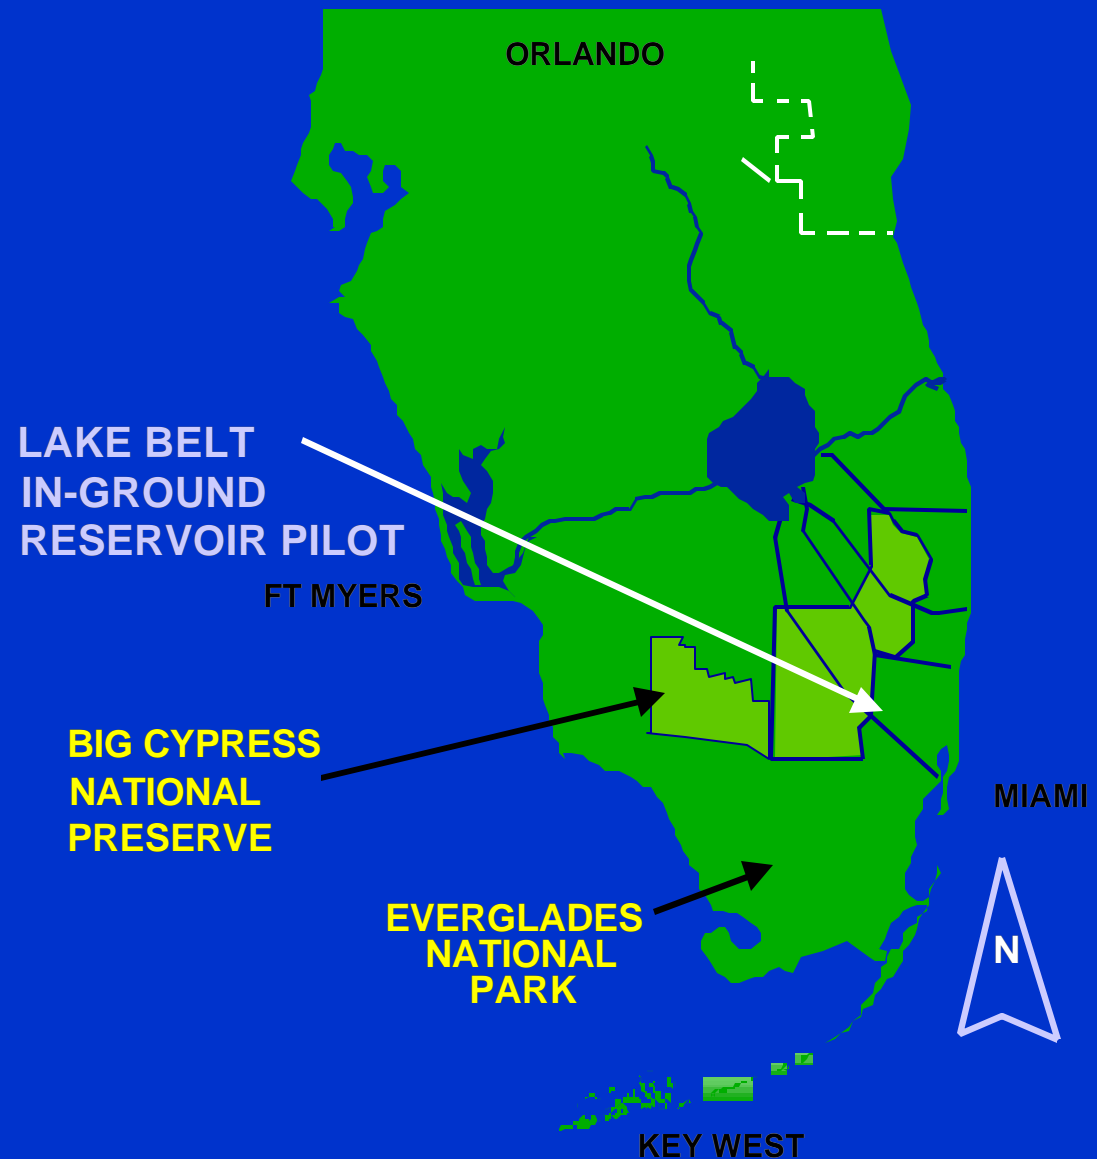 ORLANDO
LAKE BELT
IN-GROUND
RESERVOIR PILOT
FT MYERS
BIG CYPRESS
NATIONAL
PRESERVE
MIAMI
EVERGLADES
NATIONAL
PARK
N
KEY WEST